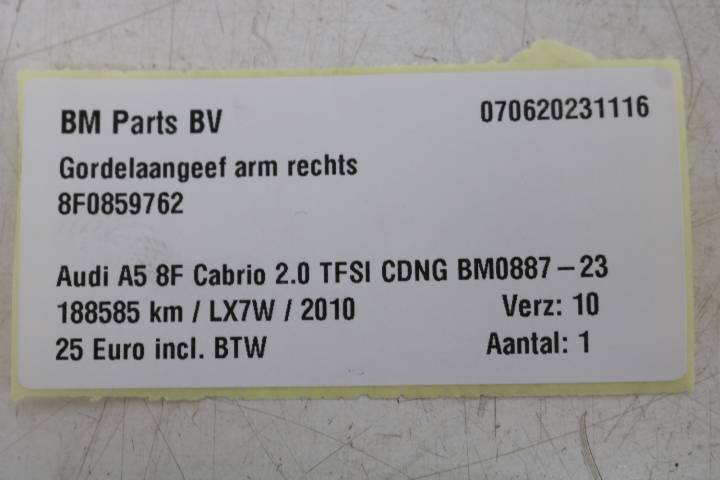 BM Parts BV 070620231116
Gordelaangeef arm rechts
8F0859762
Audi A5 8F Cabrio 2.0 TFSI CDNG BM0887 – 23
188585 km / LX7W / 2010 Verz: 10
25 Euro incl. BTW Aantal: 1